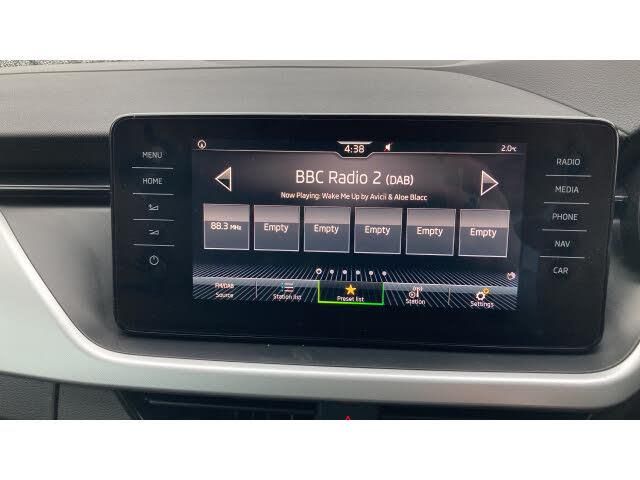 4:38
2.0°C
MENU
HOME
RADIO
MEDIA
PHONE
NAV
CAR
BBC Radio 2 (DAB)
Now Playing: Wake Me Up by Avicii & Aloe Blacc
88.3 MHz Empty Empty Empty Empty Empty
FM/DAB
Source
Station list
Preset list
Station
Settings